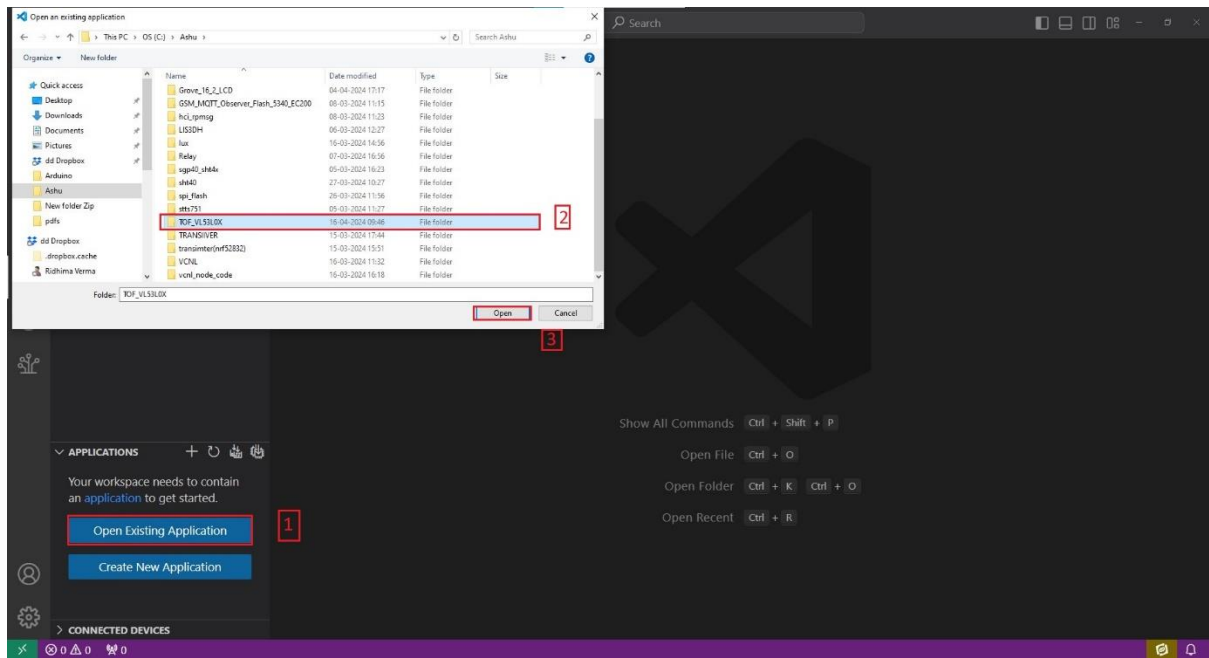 Open an existing application
Search
This PC > OS (C:) > Ashu >
Search Ashu
Organize
New folder
Name Date modified Type Size
Quick access
Desktop
Downloads
Documents
Pictures
dd Dropbox
Arduino
Ashu
New folder Zip
pdfs
dd Dropbox
.dropbox.cache
Ridhima Verma
Grove_16_2_LCD 04-04-2024 17:17 File folder
GSM_MQTT_Observer_Flash_5340_EC200 08-03-2024 11:15 File folder
hci_rpmsg 08-03-2024 11:23 File folder
LIS3DH 06-03-2024 12:27 File folder
lux 16-03-2024 14:56 File folder
Relay 07-03-2024 16:56 File folder
sgp40_sht4x 05-03-2024 16:23 File folder
sht40 27-03-2024 10:27 File folder
spi_flash 26-03-2024 11:56 File folder
stts751 05-03-2024 11:27 File folder
TOF_VL53L0X 16-04-2024 09:46 File folder
2
TRANSIIVER 15-03-2024 17:44 File folder
transimter(nrf52832) 15-03-2024 15:51 File folder
VCNL 16-03-2024 11:32 File folder
vcnl_node_code 16-03-2024 16:18 File folder
Folder: TOF_VL53L0X
Open Cancel
3
Show All Commands Ctrl + Shift + P
Open File Ctrl + O
Open Folder Ctrl + K Ctrl + O
Open Recent Ctrl + R
APPLICATIONS
Your workspace needs to contain
an application to get started.
Open Existing Application
1
Create New Application
CONNECTED DEVICES
0 0 0